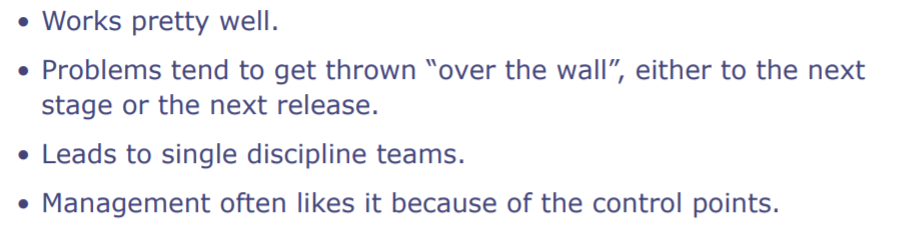 • Works pretty well.
• Problems tend to get thrown “over the wall”, either to the next
stage or the next release.
• Leads to single discipline teams.
• Management often likes it because of the control points.